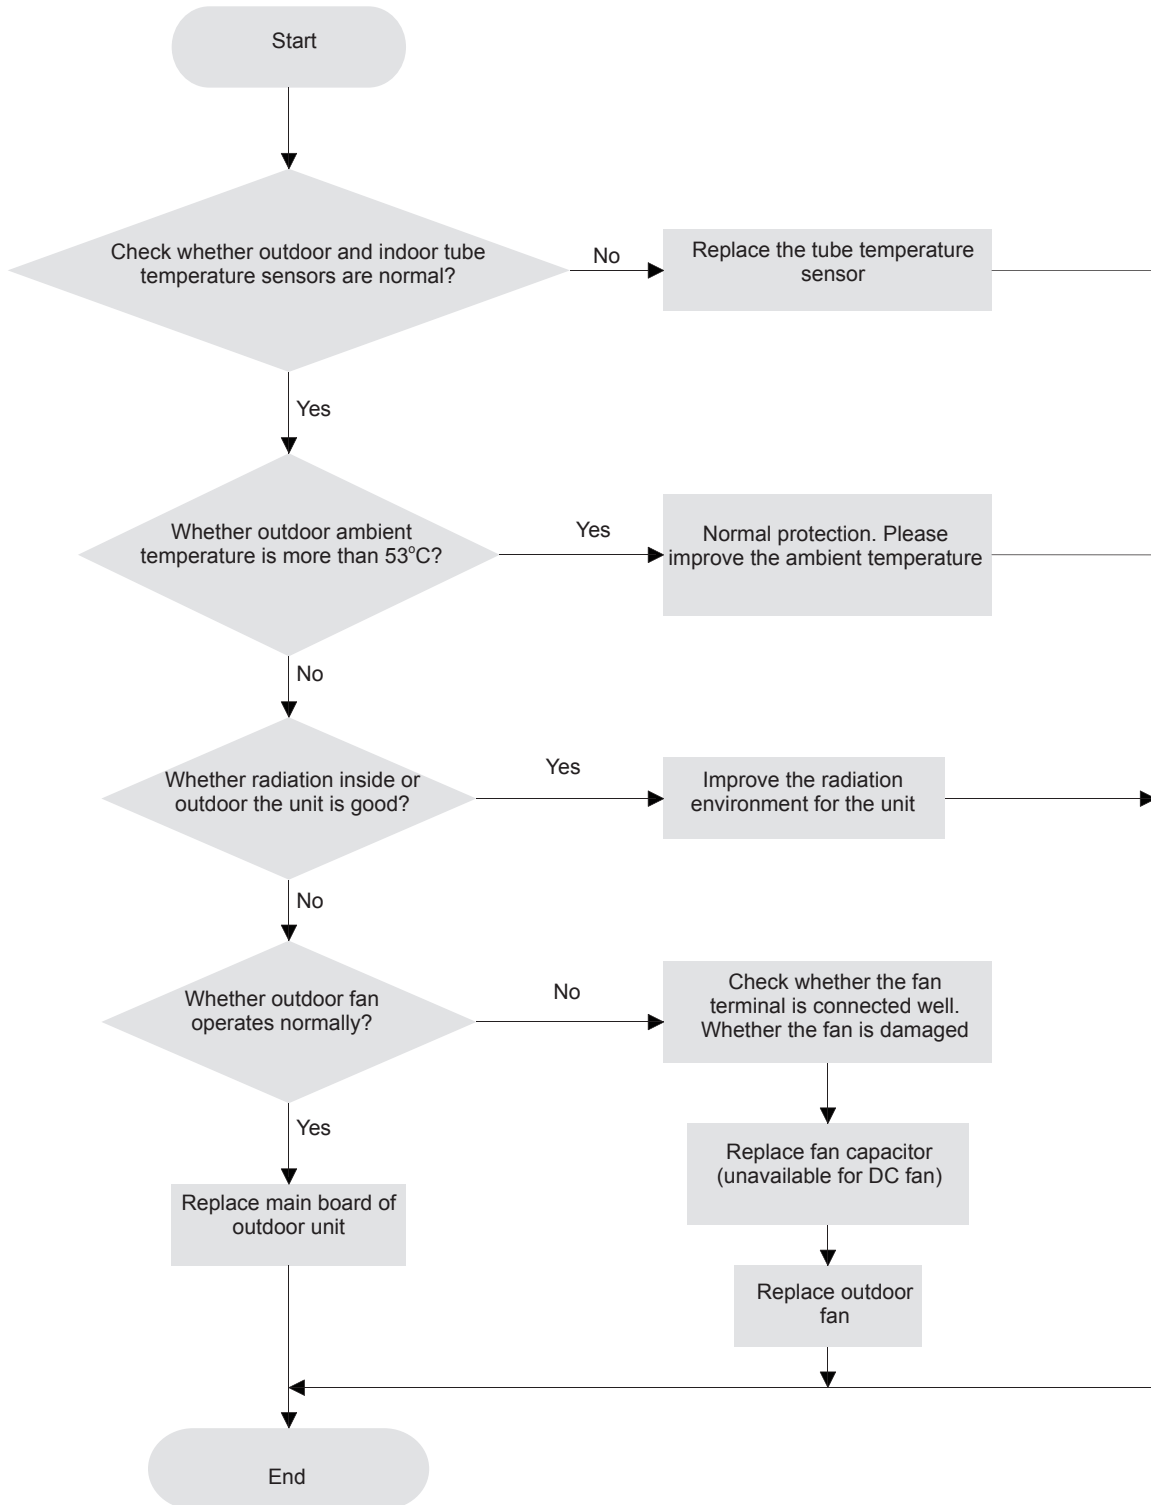 Start
Check whether outdoor and indoor tube
temperature sensors are normal?
No
Replace the tube temperature
sensor
Yes
Whether outdoor ambient
temperature is more than 53°C?
Yes
Normal protection. Please
improve the ambient temperature
No
Whether radiation inside or
outdoor the unit is good?
Yes
Improve the radiation
environment for the unit
No
Whether outdoor fan
operates normally?
No
Check whether the fan
terminal is connected well.
Whether the fan is damaged
Yes
Replace fan capacitor
(unavailable for DC fan)
Replace main board of
outdoor unit
Replace outdoor
fan
End